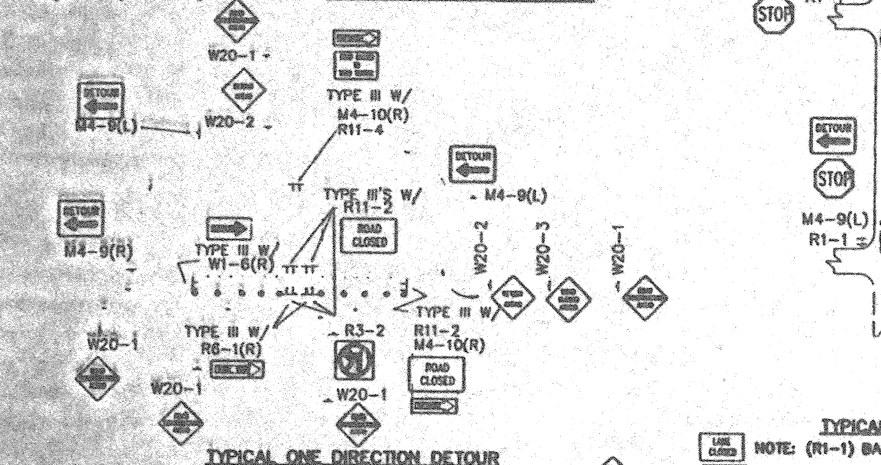 STOP
W20-1
DETOUR
M4-9(L)
W20-2
TYPE III W/
M4-10(R)
R11-4
DETOUR
M4-9(L)
DETOUR
STOP
M4-9(L)
R1-1
TYPE III'S W/
R11-2
ROAD
CLOSED
DETOUR
M4-9(R)
TYPE III W/
W1-6(R)
W20-2
W20-3
W20-1
TYPE III W/
R11-2
M4-10(R)
ROAD
CLOSED
W20-1
TYPE III W/
R6-1(R)
R3-2
W20-1
W20-1
TYPICAL ONE DIRECTION DETOUR
LANE
CLOSED
NOTE: (R1-1) BA